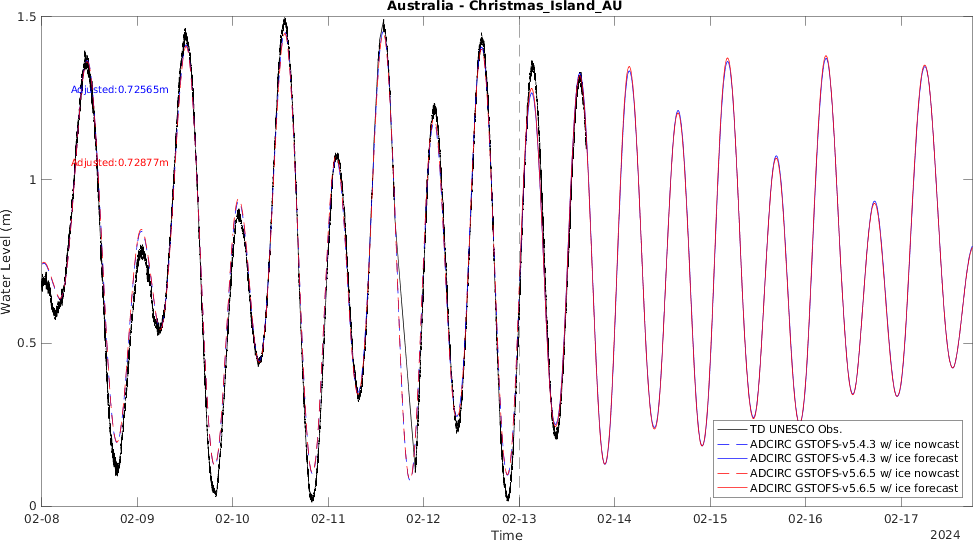 Australia - Christmas_Island_AU
1.5
1
0.5
0
Water Level (m)
Adjusted:0.72565m
Adjusted:0.72877m
TD UNESCO Obs.
ADCIRC GSTOFS-v5.4.3 w/ ice nowcast
ADCIRC GSTOFS-v5.4.3 w/ ice forecast
ADCIRC GSTOFS-v5.6.5 w/ ice nowcast
ADCIRC GSTOFS-v5.6.5 w/ ice forecast
02-08 02-09 02-10 02-11 02-12 02-13 02-14 02-15 02-16 02-17
Time
2024